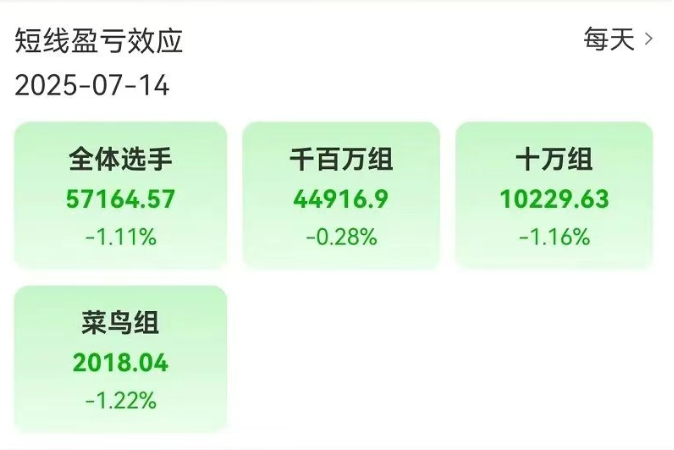 短线盈亏效应 每天 >
2025-07-14
全体选手
57164.57
-1.11%
千百万组
44916.9
-0.28%
十万组
10229.63
-1.16%
菜鸟组
2018.04
-1.22%